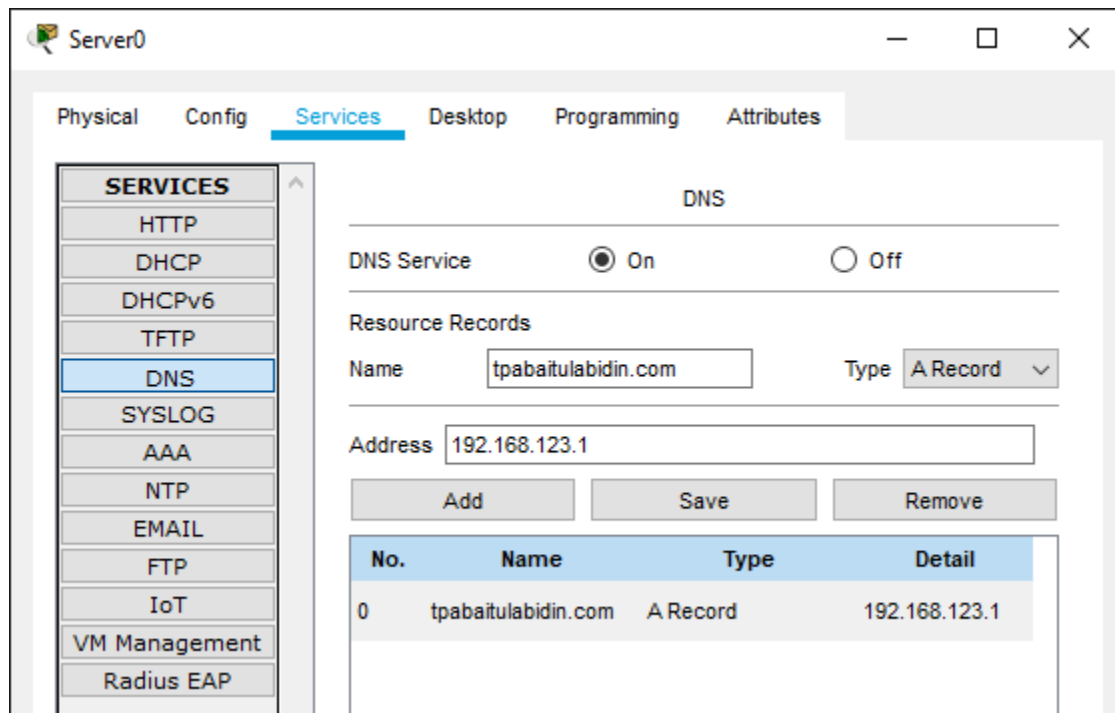 Server0
Physical Config Services Desktop Programming Attributes
SERVICES
HTTP
DHCP
DHCPv6
TFTP
DNS
SYSLOG
AAA
NTP
EMAIL
FTP
IoT
VM Management
Radius EAP
DNS
DNS Service On Off
Resource Records
Name tpabaitulabidin.com Type A Record
Address 192.168.123.1
Add Save Remove
No. Name Type Detail
0 tpabaitulabidin.com A Record 192.168.123.1